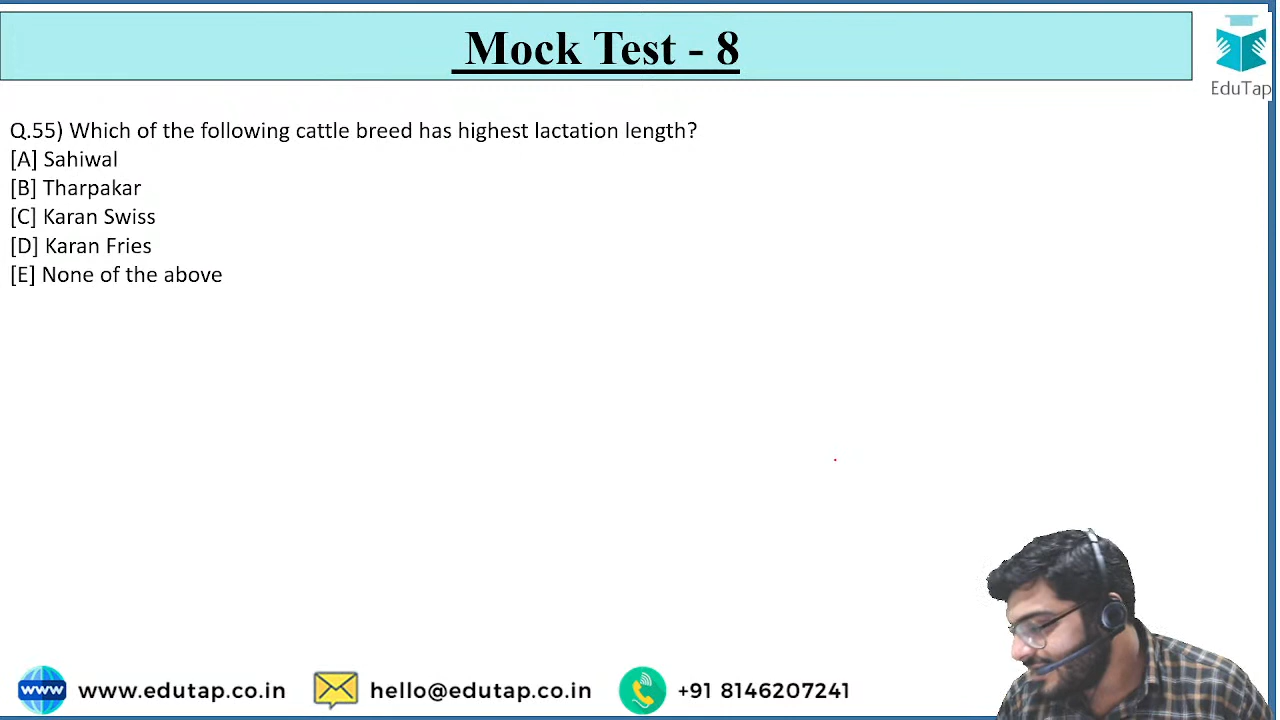 Mock Test - 8
EduTap
Q.55) Which of the following cattle breed has highest lactation length?
[A] Sahiwal
[B] Tharpakar
[C] Karan Swiss
[D] Karan Fries
[E] None of the above
www www.edutap.co.in hello@edutap.co.in +91 8146207241